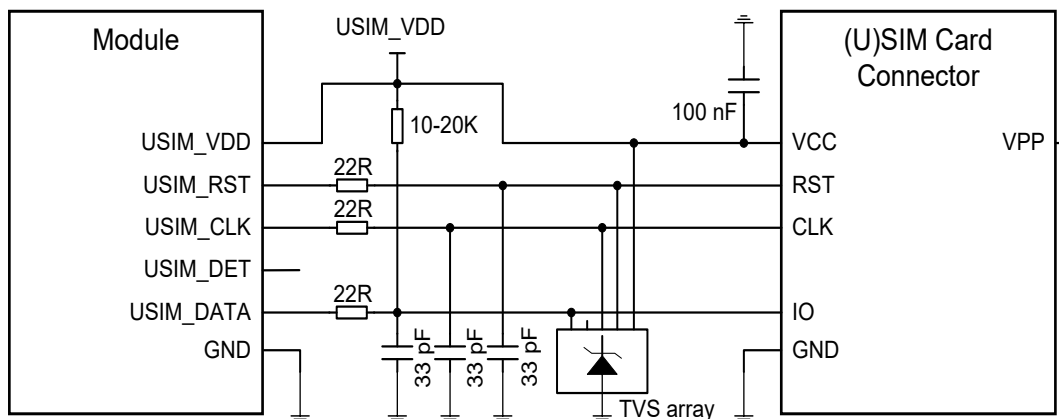 Module
USIM_VDD
(U)SIM Card
Connector
10-20K
100 nF
USIM_VDD
VCC
VPP
22R
USIM_RST
RST
22R
USIM_CLK
CLK
USIM_DET
22R
USIM_DATA
IO
GND
33 pF
33 pF
33 pF
GND
TVS array